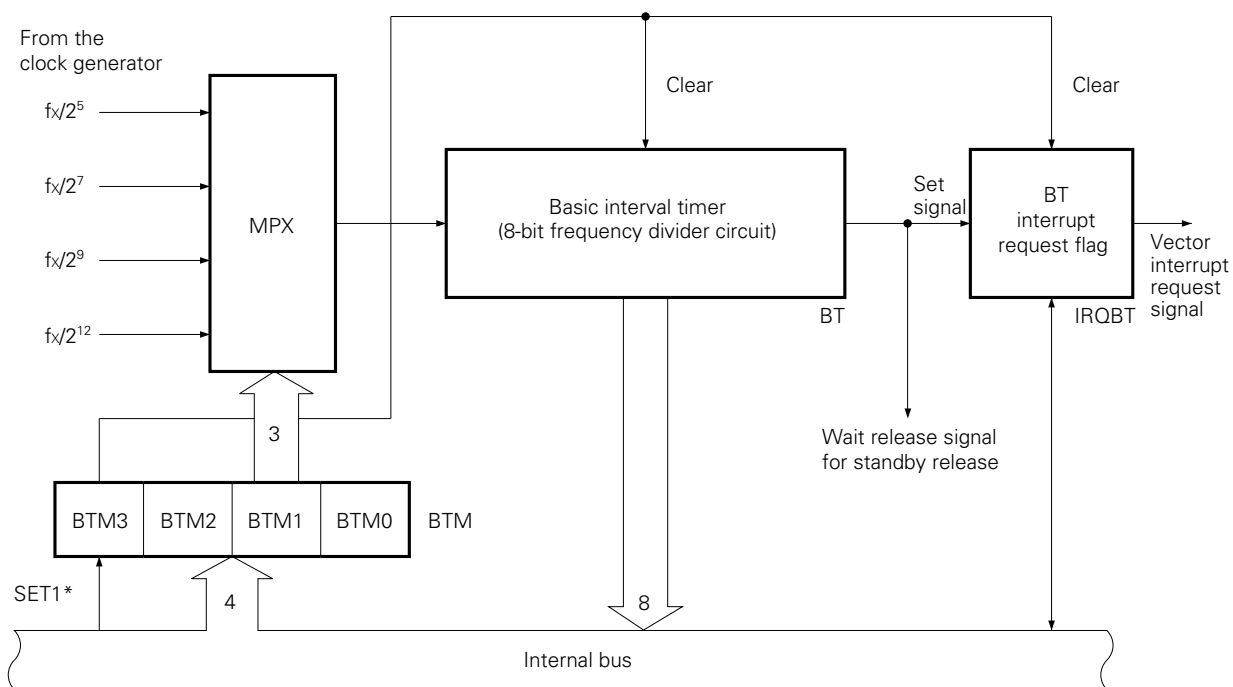 From the
clock generator
fX/2⁵
fX/2⁷
fX/2⁹
fX/2¹²
MPX
Clear
Clear
Basic interval timer
(8-bit frequency divider circuit)
BT
Set
signal
BT
interrupt
request flag
IRQBT
Vector
interrupt
request
signal
Wait release signal
for standby release
3
BTM3
BTM2
BTM1
BTM0
BTM
SET1*
4
8
Internal bus